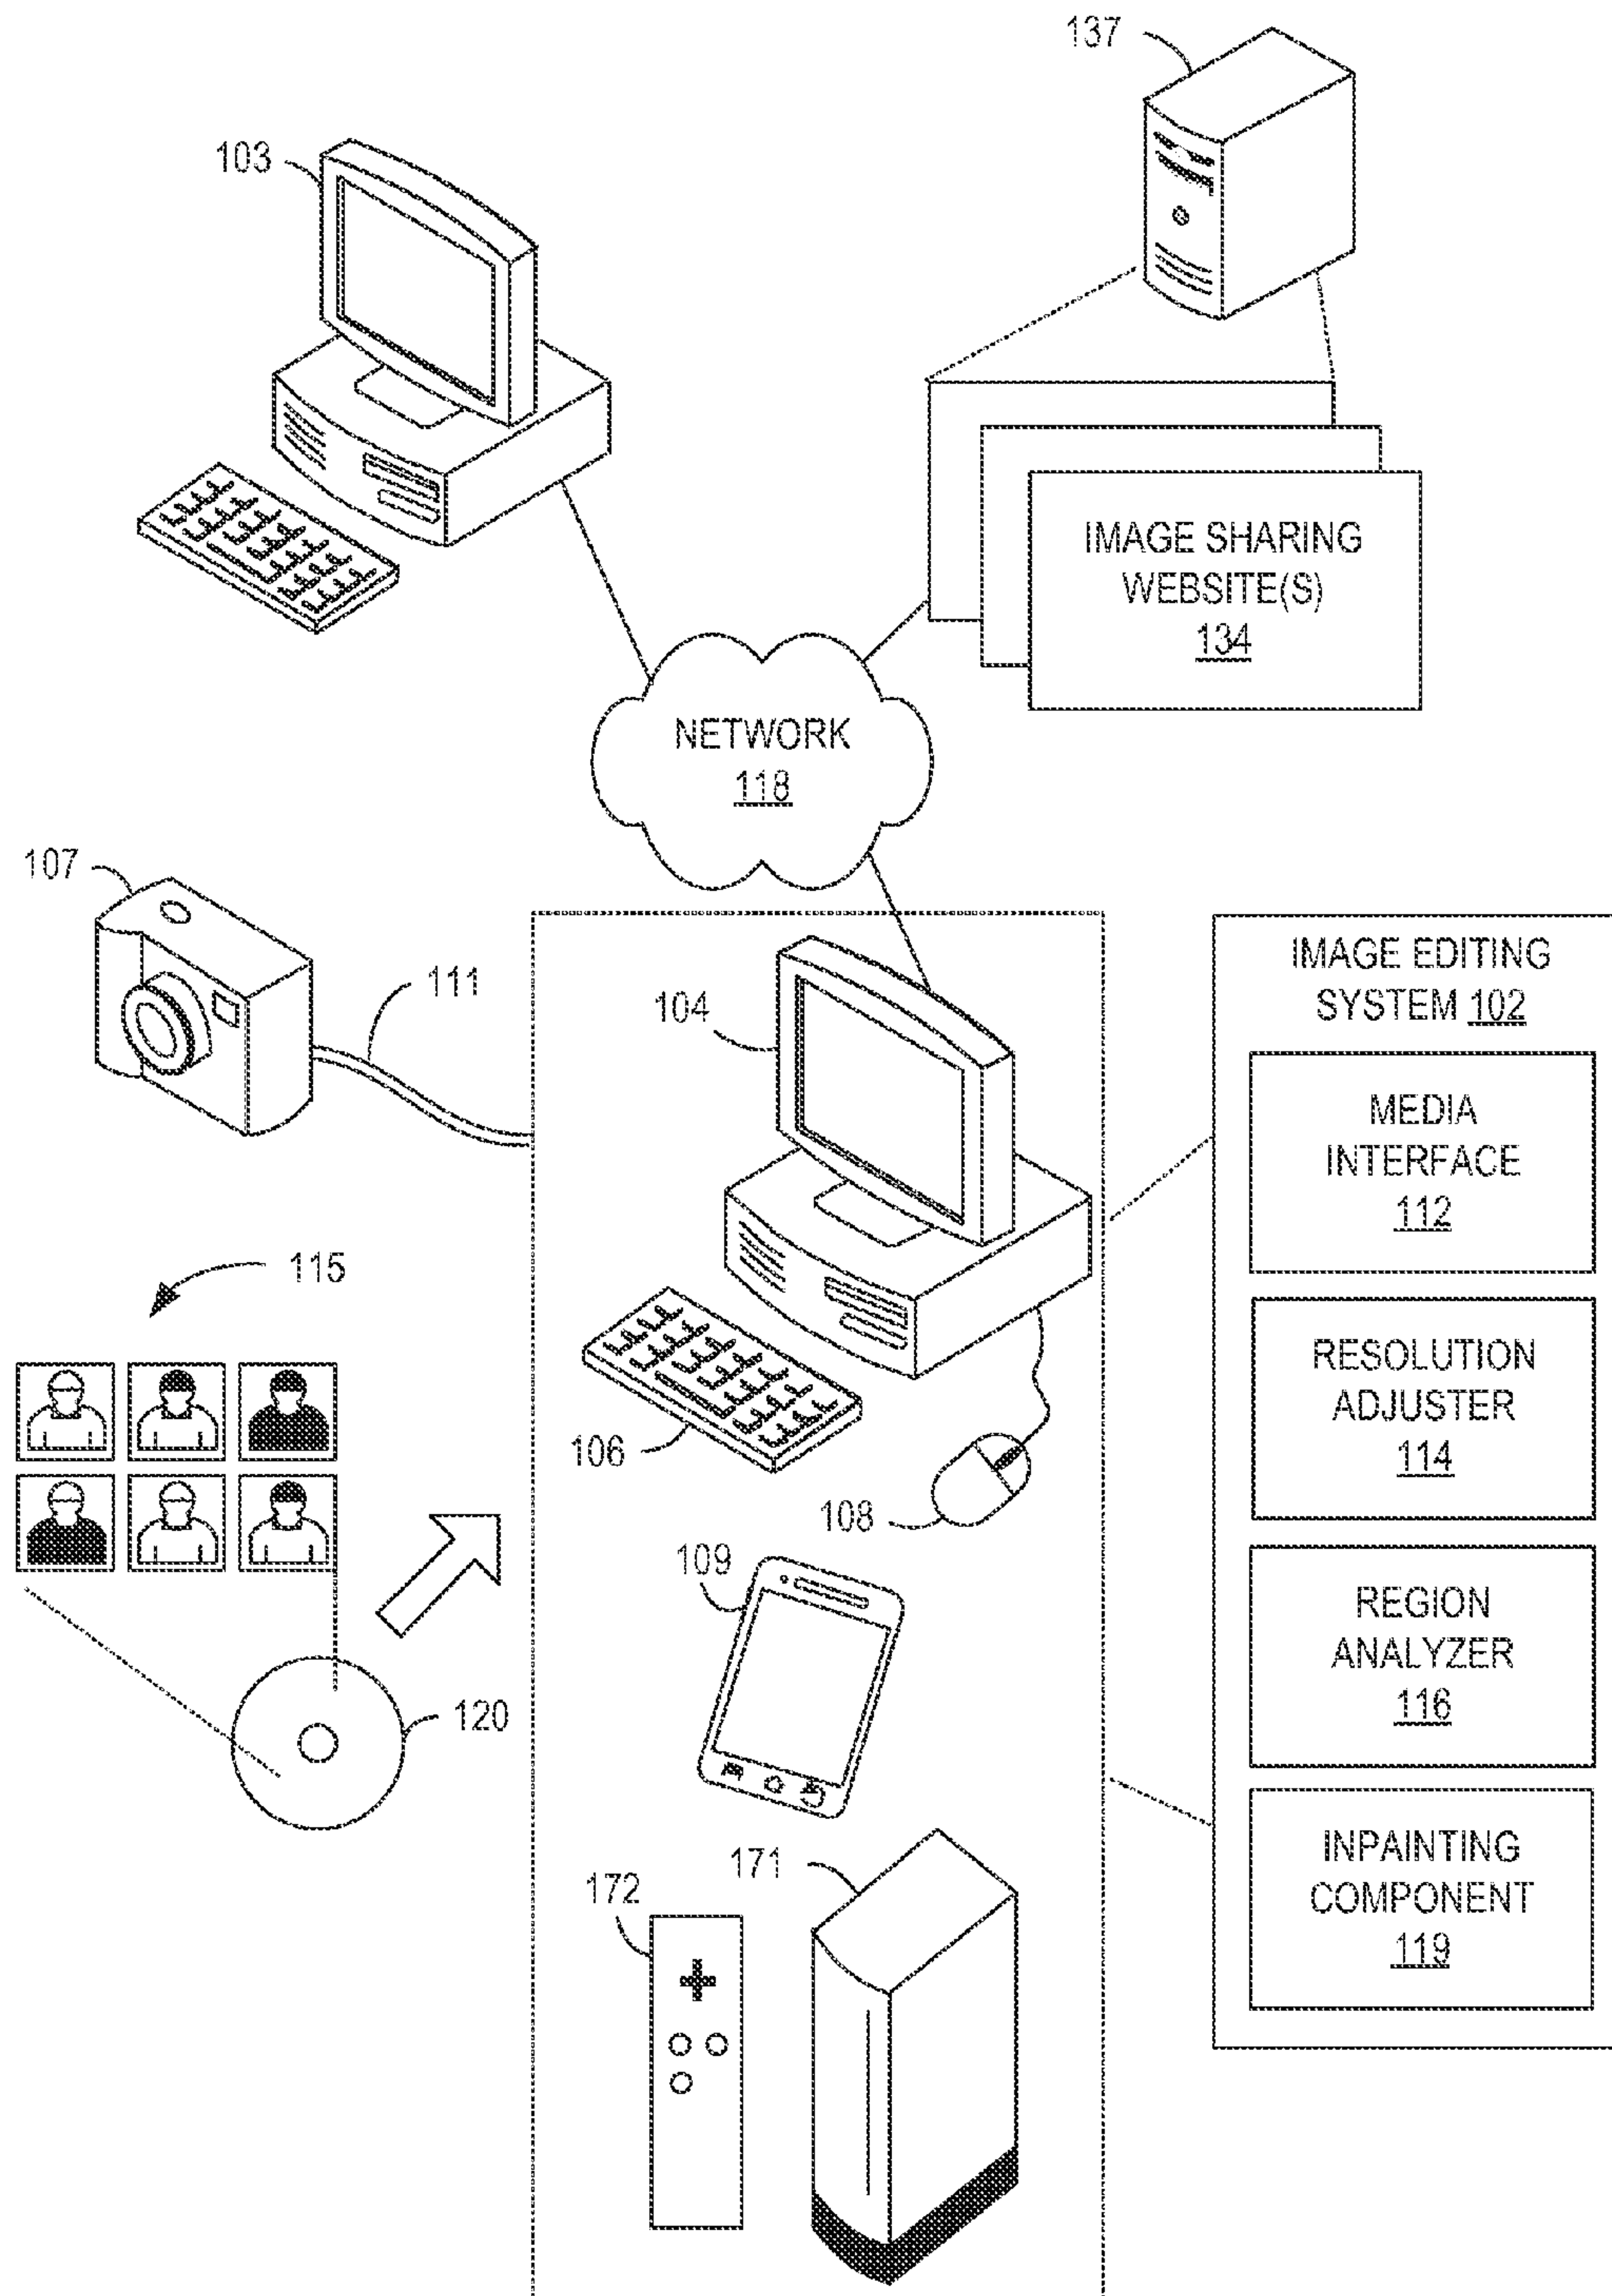 137
103
IMAGE SHARING
WEBSITE(S)
134
NETWORK
118
107
111
104
IMAGE EDITING
SYSTEM 102
MEDIA
INTERFACE
112
115
RESOLUTION
ADJUSTER
114
106
108
109
REGION
ANALYZER
116
120
171
172
INPAINTING
COMPONENT
119